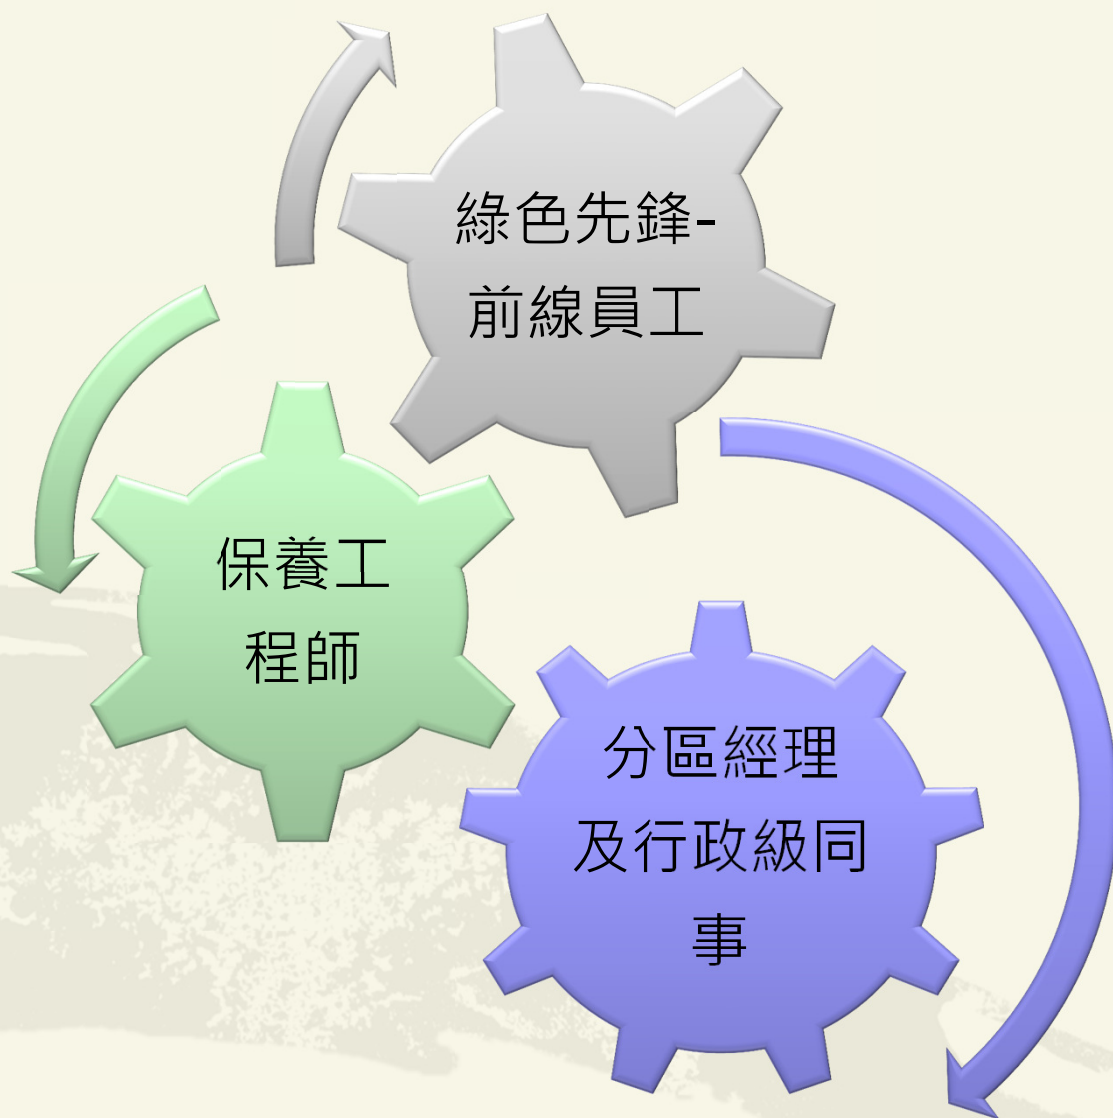 綠色先鋒-
前線員工
保養工
程師
分區經理
及行政級同
事